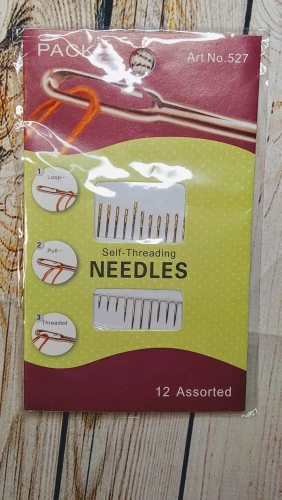 PACK
Art No.527
1
Loop...
2
Pull...
3
Threaded
Self-Threading
NEEDLES
12 Assorted